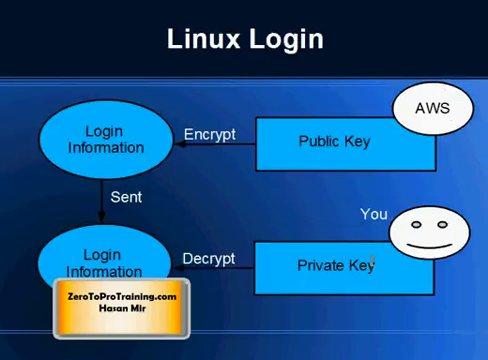 Linux Login
AWS
Login
Information
Encrypt
Public Key
Sent
You
Login
Information
Decrypt
Private Key
ZeroToProTraining.com
Hasan Mir